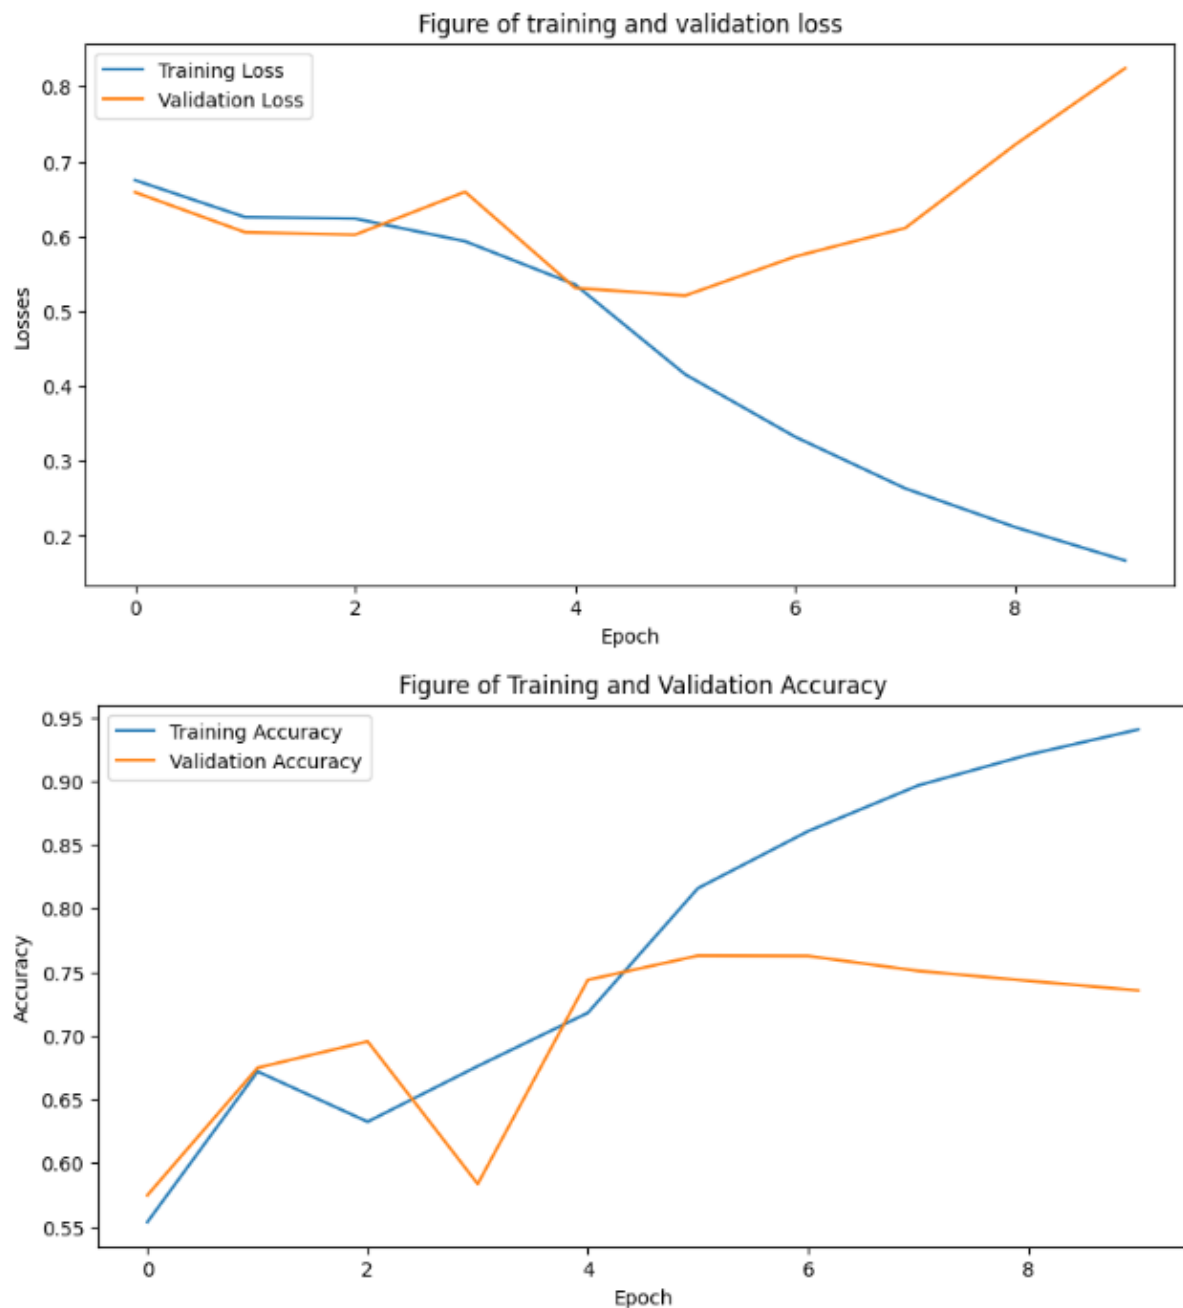 Figure of training and validation loss
Training Loss
Validation Loss
0.8
0.7
0.6
0.5
0.4
0.3
0.2
Losses
0 2 4 6 8
Epoch
Figure of Training and Validation Accuracy
Training Accuracy
Validation Accuracy
0.95
0.90
0.85
0.80
0.75
0.70
0.65
0.60
0.55
Accuracy
0 2 4 6 8
Epoch